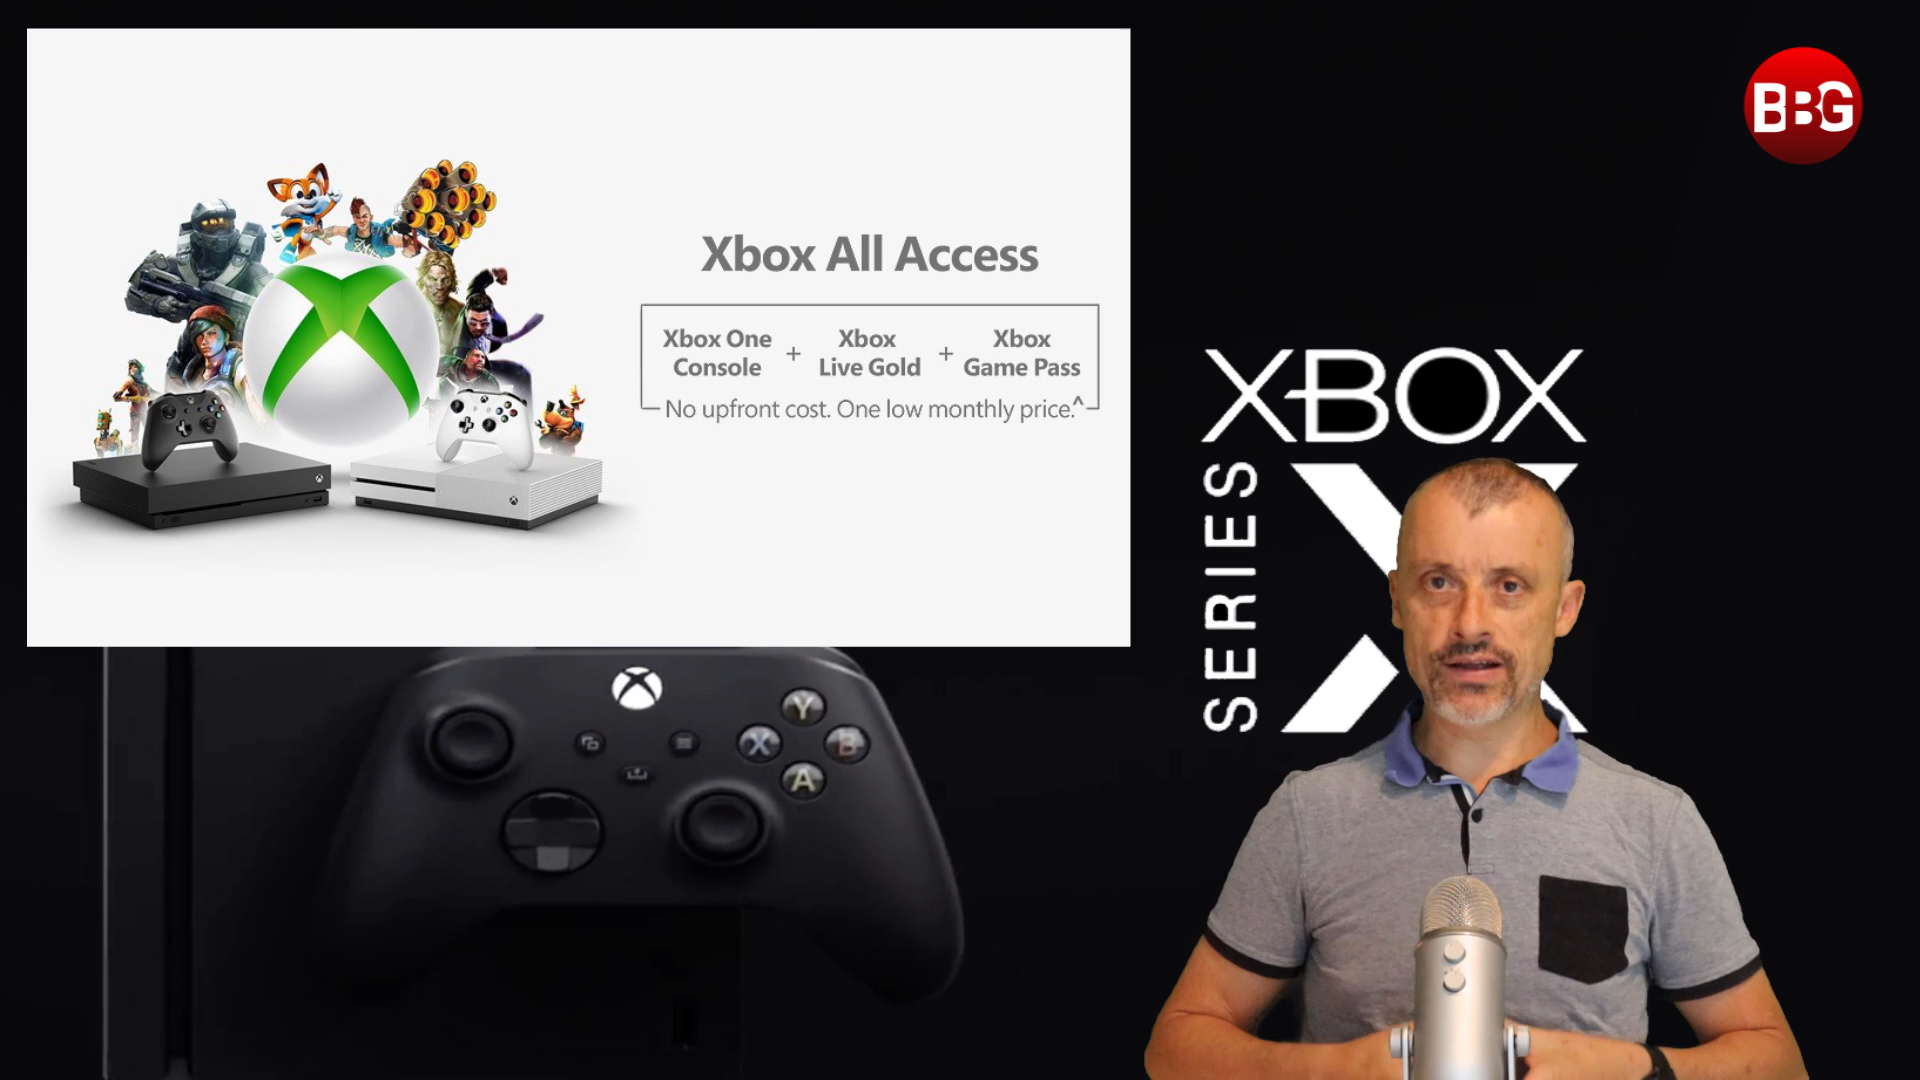 BBG
Xbox All Access
Xbox One
Console
+
Xbox
Live Gold
+
Xbox
Game Pass
No upfront cost. One low monthly price.^
XBOX
SERIES
X
Y
X
B
A